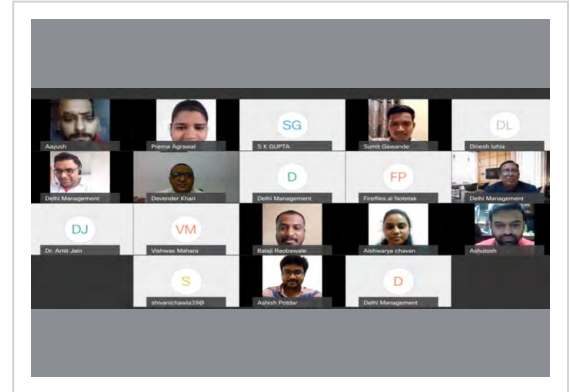 Aayush
Prerna Agrawal
SG
S K GUPTA
Sumit Gawande
DL
Dinesh lohia
Delhi Management
Devender Khari
D
Delhi Management
FP
Fireflies.ai Notetak
Delhi Management
DJ
Dr. Amit Jain
VM
Vishwas Mahara
Balaji Raobawale
Aishwarya chavan
Ashutosh
S
shivanichawla39@
Ashish Potdar
D
Delhi Management